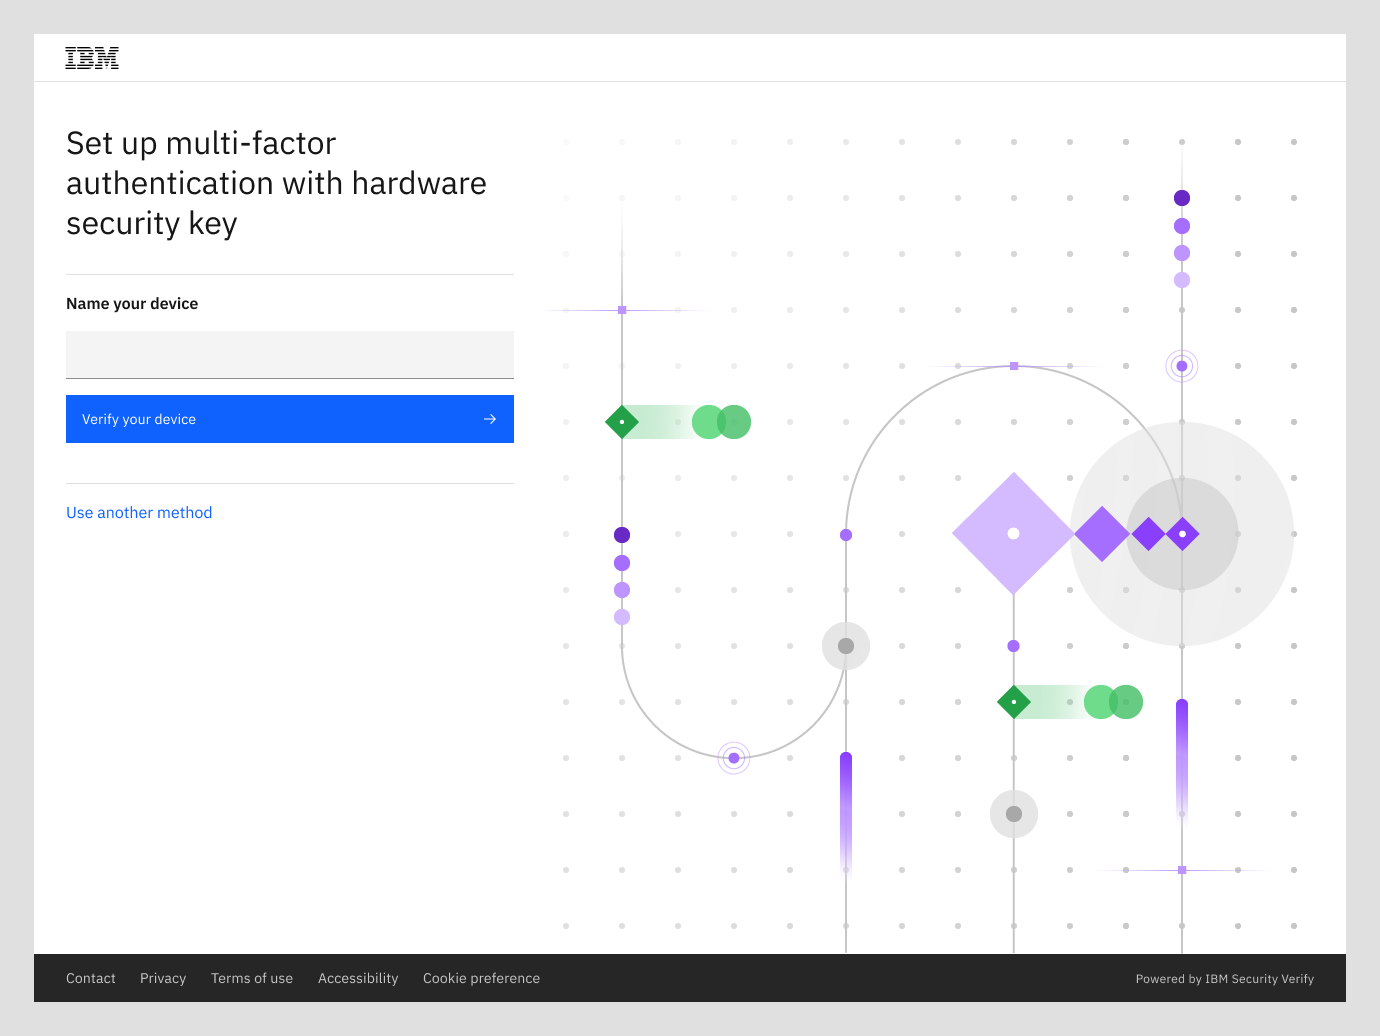 IBM
Set up multi-factor
authentication with hardware
security key
Name your device
Verify your device
Use another method
Contact Privacy Terms of use Accessibility Cookie preference
Powered by IBM Security Verify